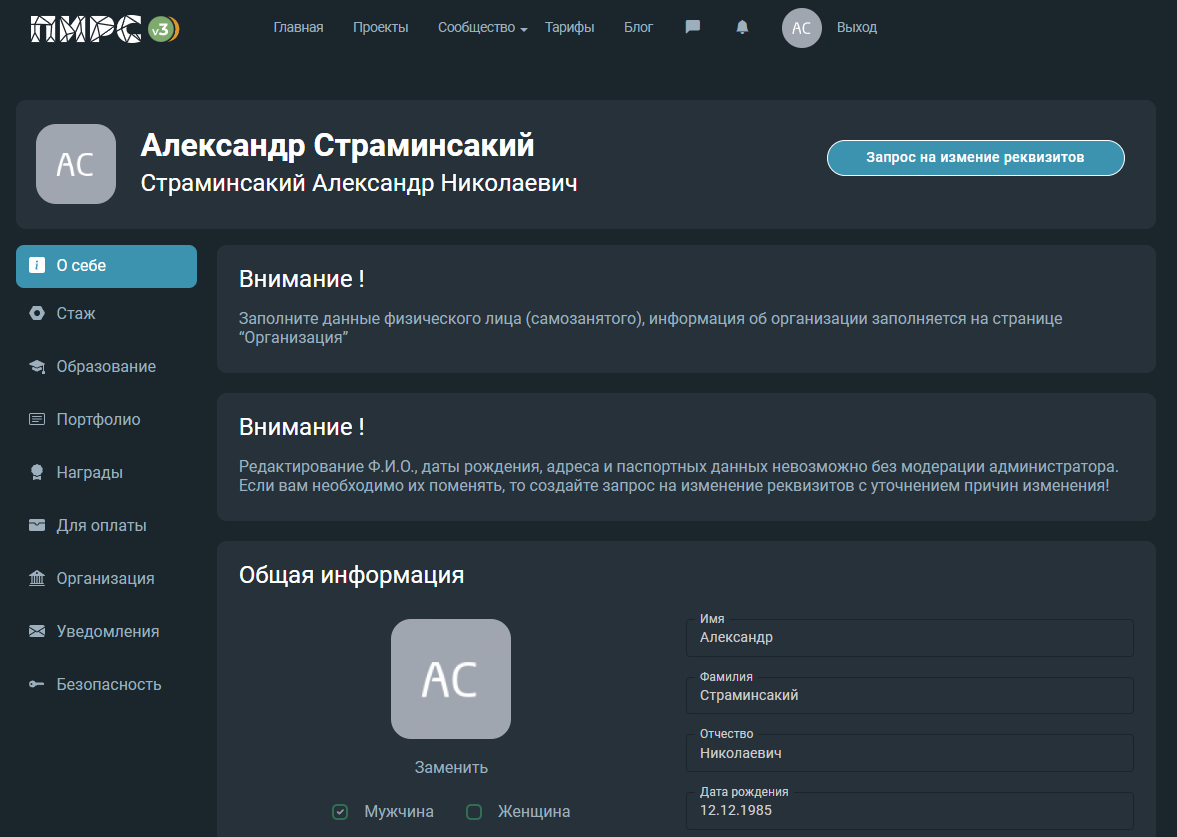 ПИРС v3
Главная Проекты Сообщество Тарифы Блог АС Выход
АС
Александр Страминсакий
Страминсакий Александр Николаевич
Запрос на измение реквизитов
О себе
Стаж
Образование
Портфолио
Награды
Для оплаты
Организация
Уведомления
Безопасность
Внимание !
Заполните данные физического лица (самозанятого), информация об организации заполняется на странице
“Организация”
Внимание !
Редактирование Ф.И.О., даты рождения, адреса и паспортных данных невозможно без модерации администратора.
Если вам необходимо их поменять, то создайте запрос на изменение реквизитов с уточнением причин изменения!
Общая информация
АС
Заменить
Мужчина Женщина
Имя
Александр
Фамилия
Страминсакий
Отчество
Николаевич
Дата рождения
12.12.1985